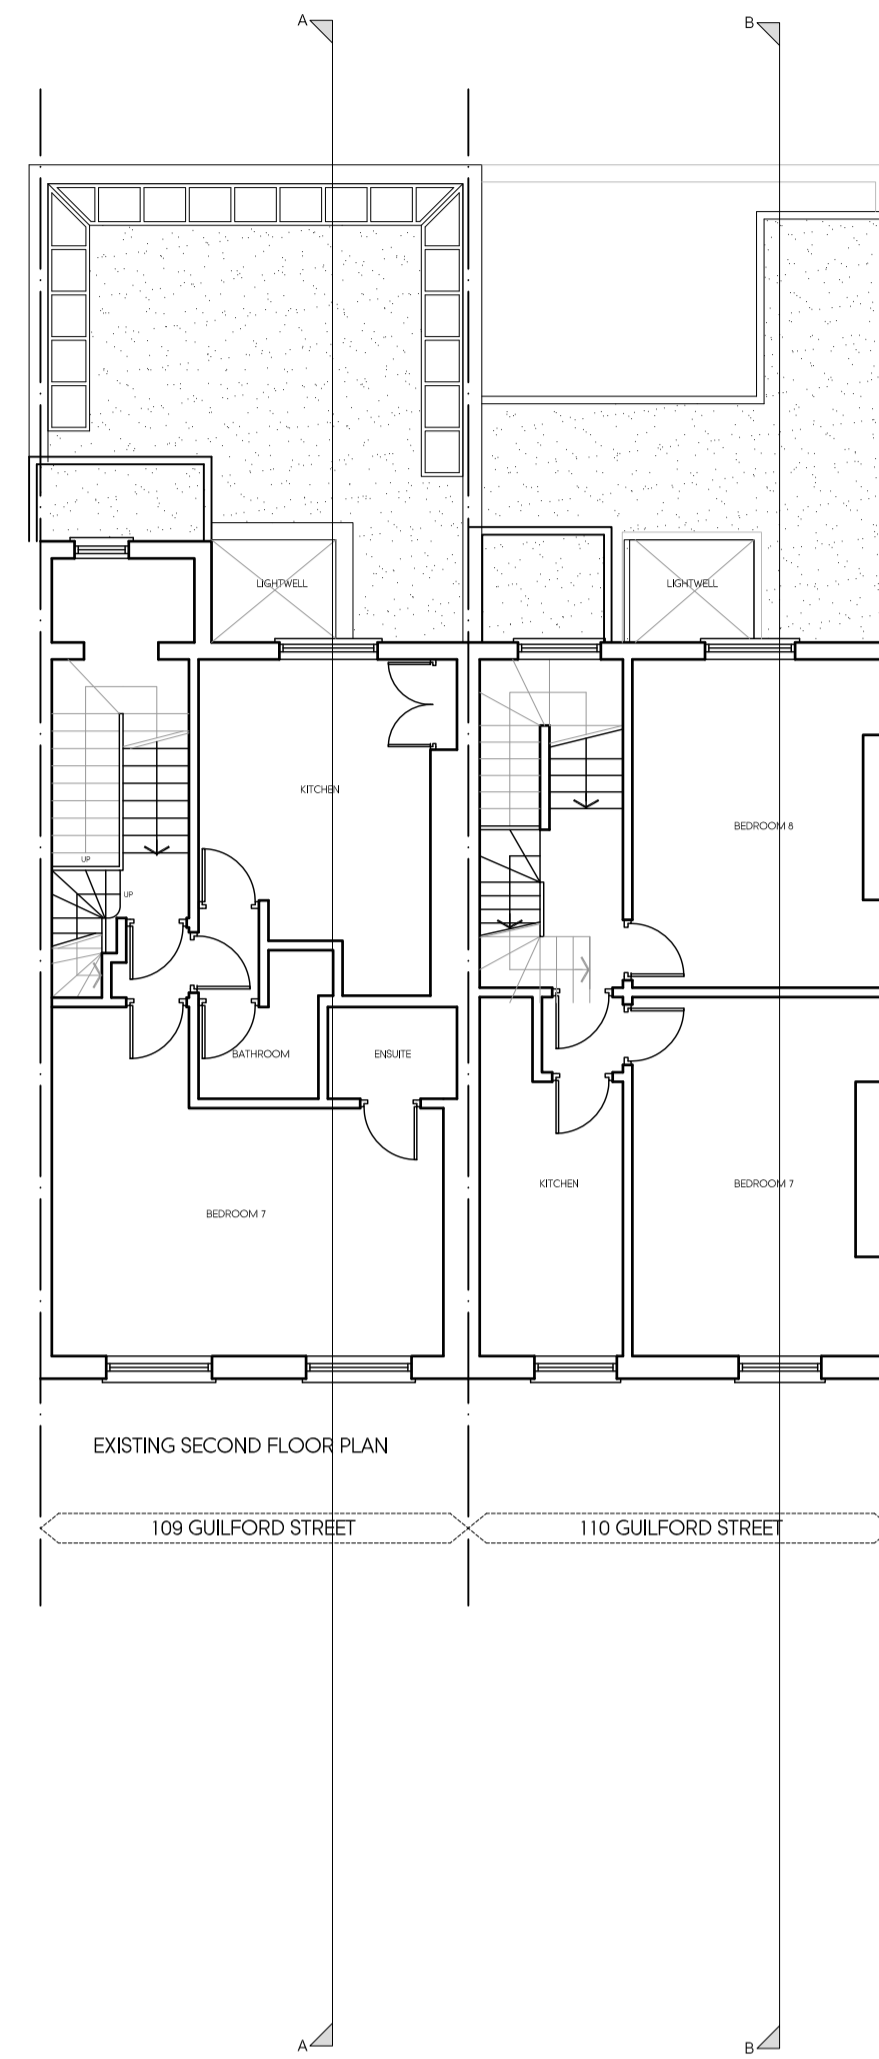 A
B
LIGHTWELL
LIGHTWELL
KITCHEN
BEDROOM 8
UP
UP
BATHROOM
ENSUITE
KITCHEN
BEDROOM 7
BEDROOM 7
EXISTING SECOND FLOOR PLAN
109 GUILFORD STREET
110 GUILFORD STREET
A
B